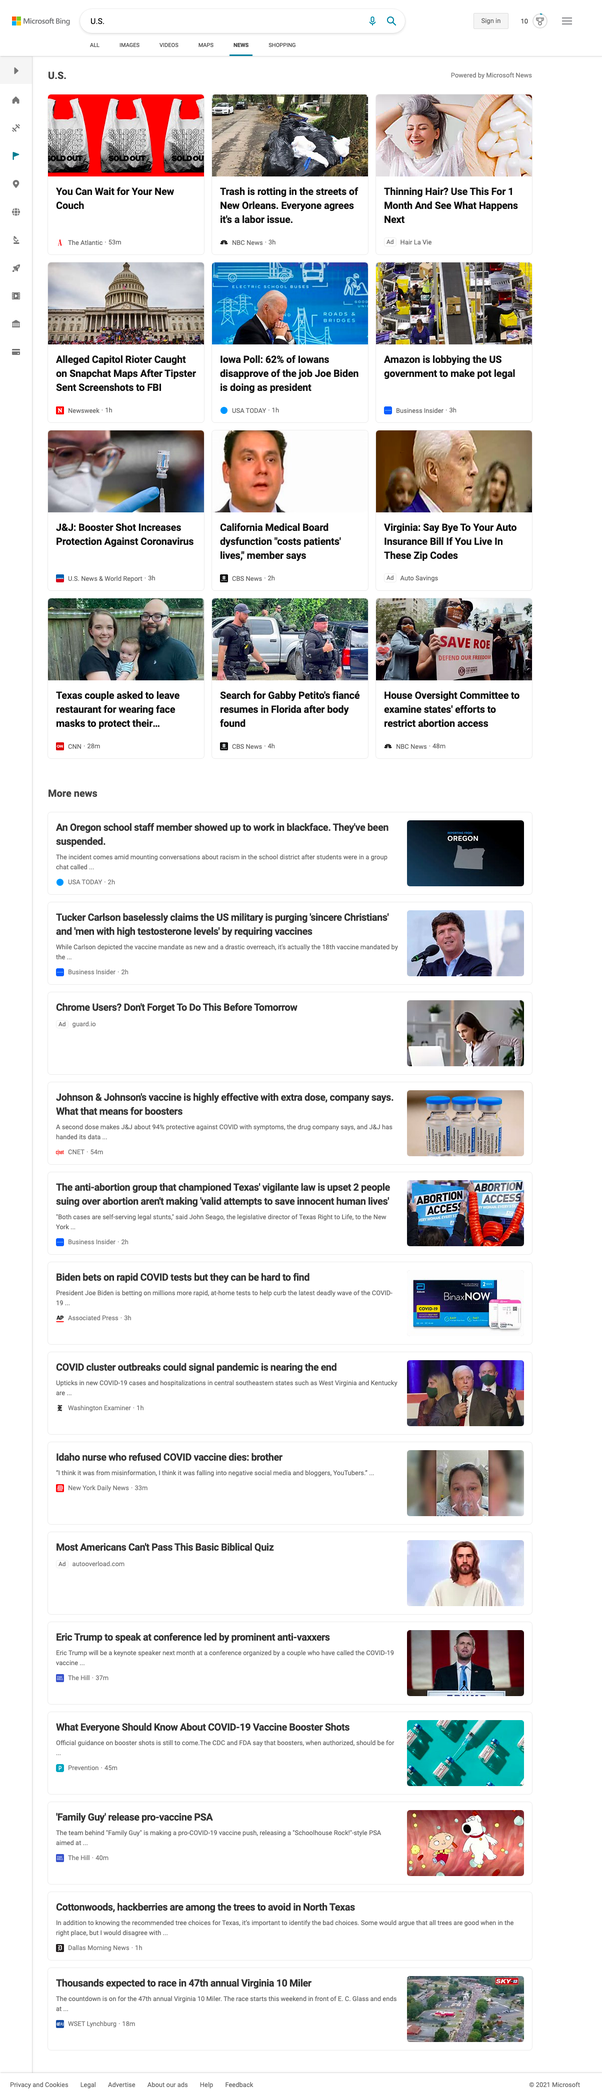 Microsoft Bing
U.S.
Sign in
10
ALL
IMAGES
VIDEOS
MAPS
NEWS
SHOPPING
U.S.
Powered by Microsoft News
SOLD OUT
SOLD OUT
SOLD OU
You Can Wait for Your New
Couch
The Atlantic · 53m
Trash is rotting in the streets of
New Orleans. Everyone agrees
it's a labor issue.
NBC News · 3h
Thinning Hair? Use This For 1
Month And See What Happens
Next
Ad Hair La Vie
Alleged Capitol Rioter Caught
on Snapchat Maps After Tipster
Sent Screenshots to FBI
Newsweek · 1h
ELECTRIC SCHOOL BUSES
ROADS &
BRIDGES
Iowa Poll: 62% of Iowans
disapprove of the job Joe Biden
is doing as president
USA TODAY · 1h
Amazon is lobbying the US
government to make pot legal
Business Insider · 3h
J&J: Booster Shot Increases
Protection Against Coronavirus
U.S. News & World Report · 3h
California Medical Board
dysfunction "costs patients'
lives," member says
CBS News · 2h
Virginia: Say Bye To Your Auto
Insurance Bill If You Live In
These Zip Codes
Ad Auto Savings
Texas couple asked to leave
restaurant for wearing face
masks to protect their...
CNN · 28m
Search for Gabby Petito's fiancé
resumes in Florida after body
found
CBS News · 4h
SAVE ROE
DEFEND OUR FREEDOM
House Oversight Committee to
examine states' efforts to
restrict abortion access
NBC News · 48m
More news
An Oregon school staff member showed up to work in blackface. They've been
suspended.
The incident comes amid mounting conversations about racism in the school district after students were in a group
chat called ...
USA TODAY · 2h
OREGON
Tucker Carlson baselessly claims the US military is purging 'sincere Christians'
and 'men with high testosterone levels' by requiring vaccines
While Carlson depicted the vaccine mandate as new and a drastic overreach, it's actually the 18th vaccine mandated by
the ...
Business Insider · 2h
Chrome Users? Don't Forget To Do This Before Tomorrow
Ad guard.io
Johnson & Johnson's vaccine is highly effective with extra dose, company says.
What that means for boosters
A second dose makes J&J about 94% protective against COVID with symptoms, the drug company says, and J&J has
handed its data ...
CNET · 54m
The anti-abortion group that championed Texas' vigilante law is upset 2 people
suing over abortion aren't making 'valid attempts to save innocent human lives'
"Both cases are self-serving legal stunts," said John Seago, the legislative director of Texas Right to Life, to the New
York ...
Business Insider · 2h
ABORTION
ACCESS
ABORTION
ACCESS
Biden bets on rapid COVID tests but they can be hard to find
President Joe Biden is betting on millions more rapid, at-home tests to help curb the latest deadly wave of the COVID-
19 ...
AP Associated Press · 3h
BinaxNOW
COVID-19
COVID cluster outbreaks could signal pandemic is nearing the end
Upticks in new COVID-19 cases and hospitalizations in central southeastern states such as West Virginia and Kentucky
are ...
Washington Examiner · 1h
Idaho nurse who refused COVID vaccine dies: brother
"I think it was from misinformation, I think it was falling into negative social media and bloggers, YouTubers." ...
New York Daily News · 33m
Most Americans Can't Pass This Basic Biblical Quiz
Ad autooverload.com
Eric Trump to speak at conference led by prominent anti-vaxxers
Eric Trump will be a keynote speaker next month at a conference organized by a couple who have called the COVID-19
vaccine ...
The Hill · 37m
What Everyone Should Know About COVID-19 Vaccine Booster Shots
Official guidance on booster shots is still to come.The CDC and FDA say that boosters, when authorized, should be for
...
Prevention · 45m
'Family Guy' release pro-vaccine PSA
The team behind "Family Guy" is making a pro-COVID-19 vaccine push, releasing a "Schoolhouse Rock!"-style PSA
aimed at ...
The Hill · 40m
Cottonwoods, hackberries are among the trees to avoid in North Texas
In addition to knowing the recommended tree choices for Texas, it's important to identify the bad choices. Some would argue that all trees are good when in the
right place, but I would disagree with ...
Dallas Morning News · 1h
Thousands expected to race in 47th annual Virginia 10 Miler
The countdown is on for the 47th annual Virginia 10 Miler. The race starts this weekend in front of E. C. Glass and ends
at ...
WSET Lynchburg · 18m
SKY
Privacy and Cookies
Legal
Advertise
About our ads
Help
Feedback
© 2021 Microsoft